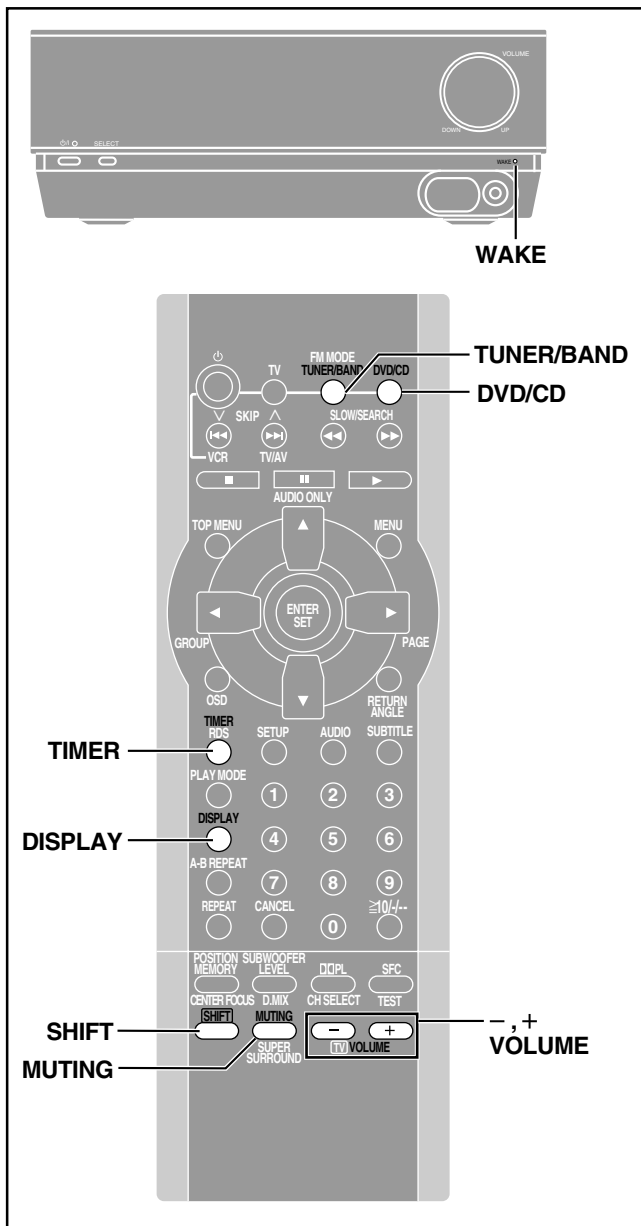 VOLUME
DOWN UP
⏻/I SELECT
WAKE
WAKE
FM MODE
⏻ TV TUNER/BAND DVD/CD
TUNER/BAND
DVD/CD
∨ SKIP ∧ SLOW/SEARCH
VCR TV/AV
AUDIO ONLY
TOP MENU MENU
ENTER
SET
GROUP PAGE
OSD RETURN
ANGLE
TIMER
RDS SETUP AUDIO SUBTITLE
TIMER
PLAY MODE
1 2 3
DISPLAY
DISPLAY
4 5 6
A-B REPEAT
7 8 9
REPEAT CANCEL ≧10/-/--
0
POSITION SUBWOOFER
MEMORY LEVEL PL SFC
CENTER FOCUS D.MIX CH SELECT TEST
SHIFT MUTING
SHIFT
− +
−,+
VOLUME
SUPER
SURROUND
TV VOLUME
MUTING